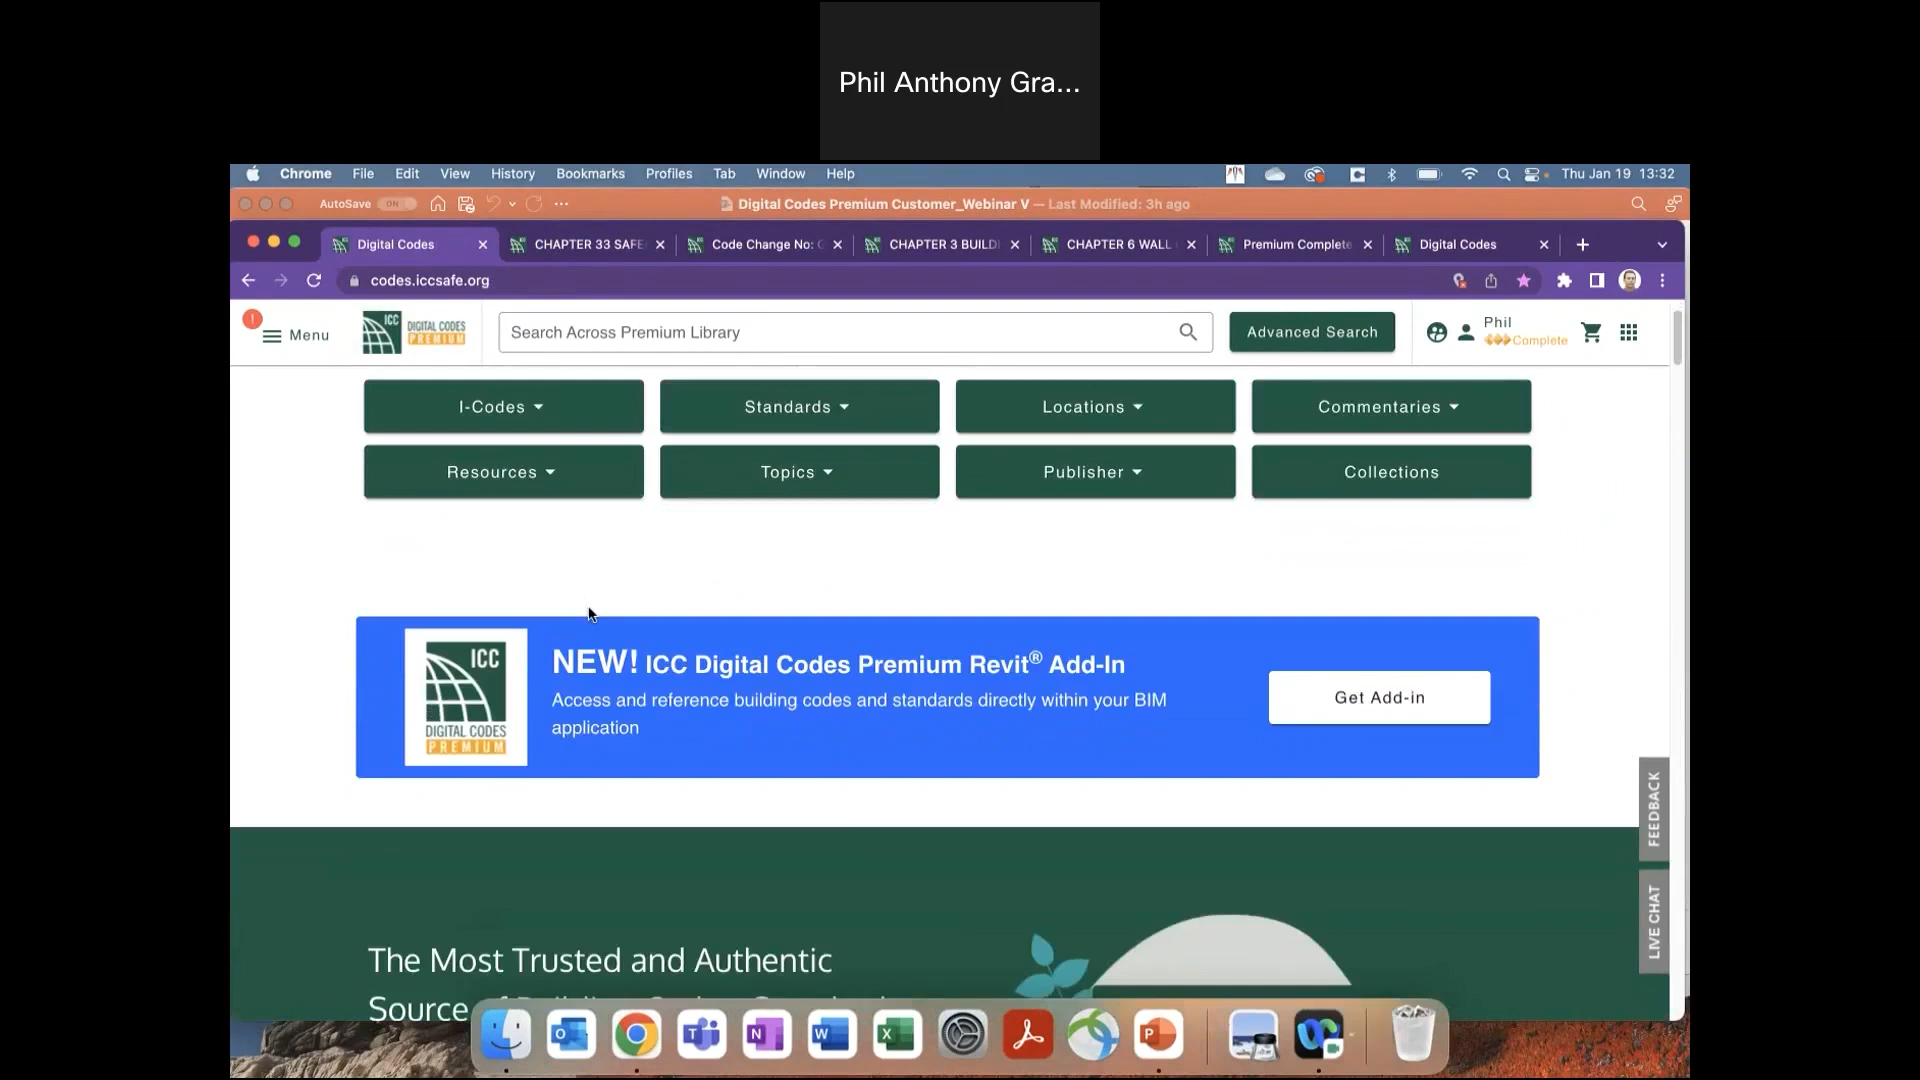 Phil Anthony Gra...
Chrome File Edit View History Bookmarks Profiles Tab Window Help Thu Jan 19 13:32
AutoSave ON Digital Codes Premium Customer_Webinar V — Last Modified: 3h ago
Digital Codes CHAPTER 33 SAFE Code Change No: G CHAPTER 3 BUILD CHAPTER 6 WALL Premium Complete Digital Codes
codes.iccsafe.org
Menu ICC DIGITAL CODES PREMIUM Search Across Premium Library Advanced Search Phil Complete
I-Codes Standards Locations Commentaries
Resources Topics Publisher Collections
ICC DIGITAL CODES PREMIUM
NEW! ICC Digital Codes Premium Revit® Add-In
Access and reference building codes and standards directly within your BIM
application
Get Add-in
FEEDBACK
LIVE CHAT
The Most Trusted and Authentic
Source